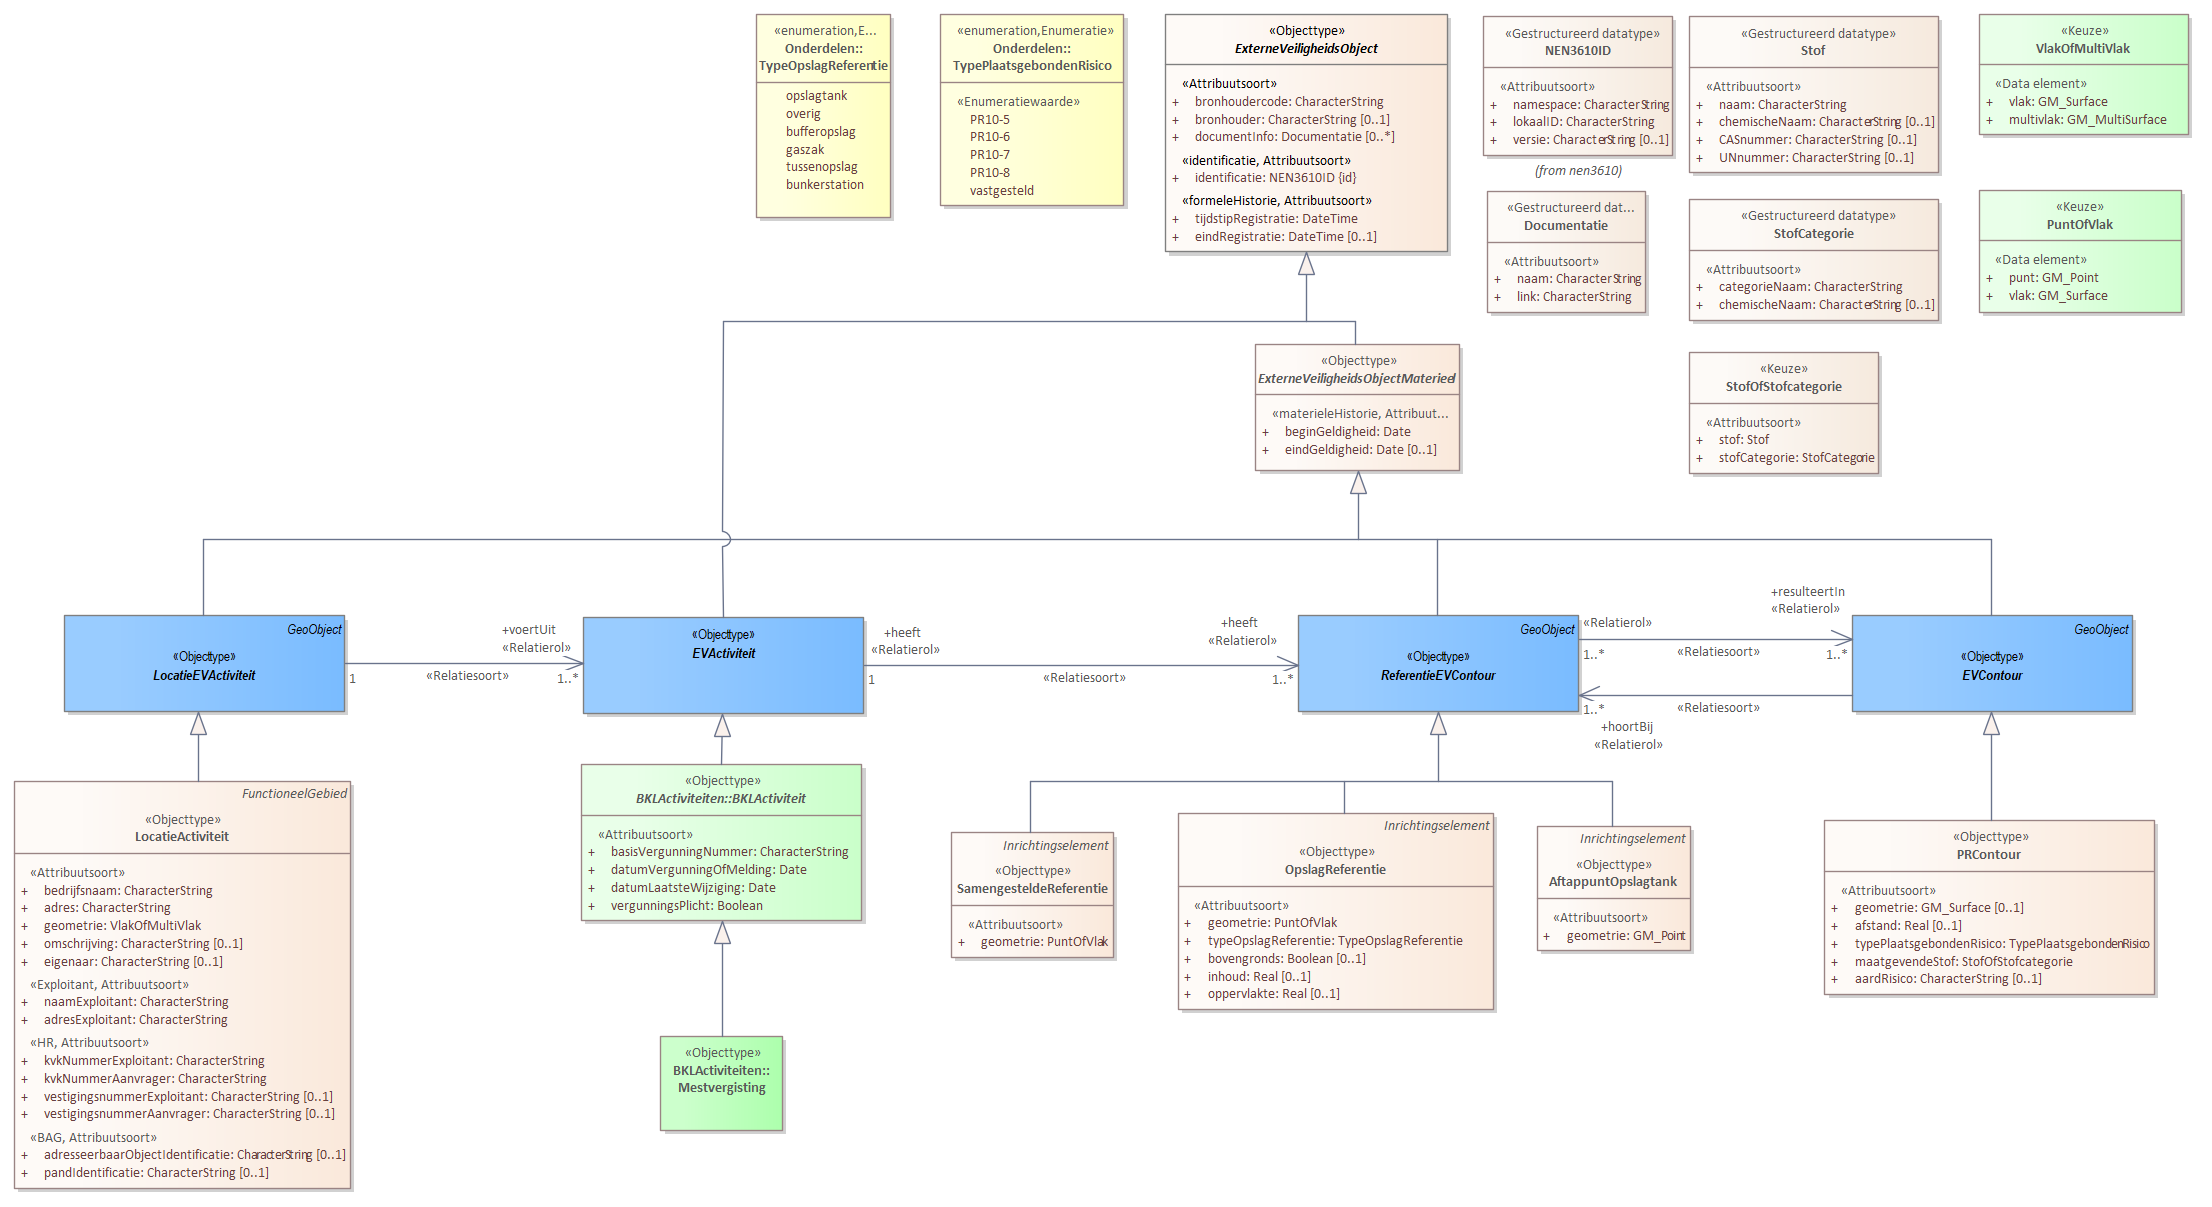 «enumeration,E...
Onderdelen::
TypeOpslagReferentie
opslagtank
overig
bufferopslag
gaszak
tussenopslag
bunkerstation
«enumeration,Enumeratie»
Onderdelen::
TypePlaatsgebondenRisico
«Enumeratiewaarde»
PR10-5
PR10-6
PR10-7
PR10-8
vastgesteld
«Objecttype»
ExterneVeiligheidsObject
«Attribuutsoort»
+ bronhoudercode: CharacterString
+ bronhouder: CharacterString [0..1]
+ documentInfo: Documentatie [0..*]
«identificatie, Attribuutsoort»
+ identificatie: NEN3610ID {id}
«formeleHistorie, Attribuutsoort»
+ tijdstipRegistratie: DateTime
+ eindRegistratie: DateTime [0..1]
«Gestructureerd datatype»
NEN3610ID
«Attribuutsoort»
+ namespace: CharacterString
+ lokaalID: CharacterString
+ versie: CharacterString [0..1]
(from nen3610)
«Gestructureerd dat...
Documentatie
«Attribuutsoort»
+ naam: CharacterString
+ link: CharacterString
«Gestructureerd datatype»
Stof
«Attribuutsoort»
+ naam: CharacterString
+ chemischeNaam: CharacterString [0..1]
+ CASnummer: CharacterString [0..1]
+ UNnummer: CharacterString [0..1]
«Gestructureerd datatype»
StofCategorie
«Attribuutsoort»
+ categorieNaam: CharacterString
+ chemischeNaam: CharacterString [0..1]
«Keuze»
StofOfStofcategorie
«Attribuutsoort»
+ stof: Stof
+ stofCategorie: StofCategorie
«Keuze»
VlakOfMultiVlak
«Data element»
+ vlak: GM_Surface
+ multivlak: GM_MultiSurface
«Keuze»
PuntOfVlak
«Data element»
+ punt: GM_Point
+ vlak: GM_Surface
«Objecttype»
ExterneVeiligheidsObjectMaterieel
«materieleHistorie, Attribuut...
+ beginGeldigheid: Date
+ eindGeldigheid: Date [0..1]
GeoObject
«Objecttype»
LocatieEVActiviteit
+voertUit
«Relatierol»
1
«Relatiesoort»
1..*
«Objecttype»
EVActiviteit
+heeft
«Relatierol»
1
«Relatiesoort»
+heeft
«Relatierol»
1..*
GeoObject
«Objecttype»
ReferentieEVContour
«Relatierol»
1..*
«Relatiesoort»
+resulteertIn
«Relatierol»
1..*
1..*
«Relatiesoort»
+hoortBij
«Relatierol»
GeoObject
«Objecttype»
EVContour
FunctioneelGebied
«Objecttype»
LocatieActiviteit
«Attribuutsoort»
+ bedrijfsnaam: CharacterString
+ adres: CharacterString
+ geometrie: VlakOfMultiVlak
+ omschrijving: CharacterString [0..1]
+ eigenaar: CharacterString [0..1]
«Exploitant, Attribuutsoort»
+ naamExploitant: CharacterString
+ adresExploitant: CharacterString
«HR, Attribuutsoort»
+ kvkNummerExploitant: CharacterString
+ kvkNummerAanvrager: CharacterString
+ vestigingsnummerExploitant: CharacterString [0..1]
+ vestigingsnummerAanvrager: CharacterString [0..1]
«BAG, Attribuutsoort»
+ adresseerbaarObjectIdentificatie: CharacterString [0..1]
+ pandIdentificatie: CharacterString [0..1]
«Objecttype»
BKLActiviteiten::BKLActiviteit
«Attribuutsoort»
+ basisVergunningNummer: CharacterString
+ datumVergunningOfMelding: Date
+ datumLaatsteWijziging: Date
+ vergunningsPlicht: Boolean
«Objecttype»
BKLActiviteiten::
Mestvergisting
Inrichtingselement
«Objecttype»
SamengesteldeReferentie
«Attribuutsoort»
+ geometrie: PuntOfVlak
Inrichtingselement
«Objecttype»
OpslagReferentie
«Attribuutsoort»
+ geometrie: PuntOfVlak
+ typeOpslagReferentie: TypeOpslagReferentie
+ bovengronds: Boolean [0..1]
+ inhoud: Real [0..1]
+ oppervlakte: Real [0..1]
Inrichtingselement
«Objecttype»
AftappuntOpslagtank
«Attribuutsoort»
+ geometrie: GM_Point
«Objecttype»
PRContour
«Attribuutsoort»
+ geometrie: GM_Surface [0..1]
+ afstand: Real [0..1]
+ typePlaatsgebondenRisico: TypePlaatsgebondenRisico
+ maatgevendeStof: StofOfStofcategorie
+ aardRisico: CharacterString [0..1]